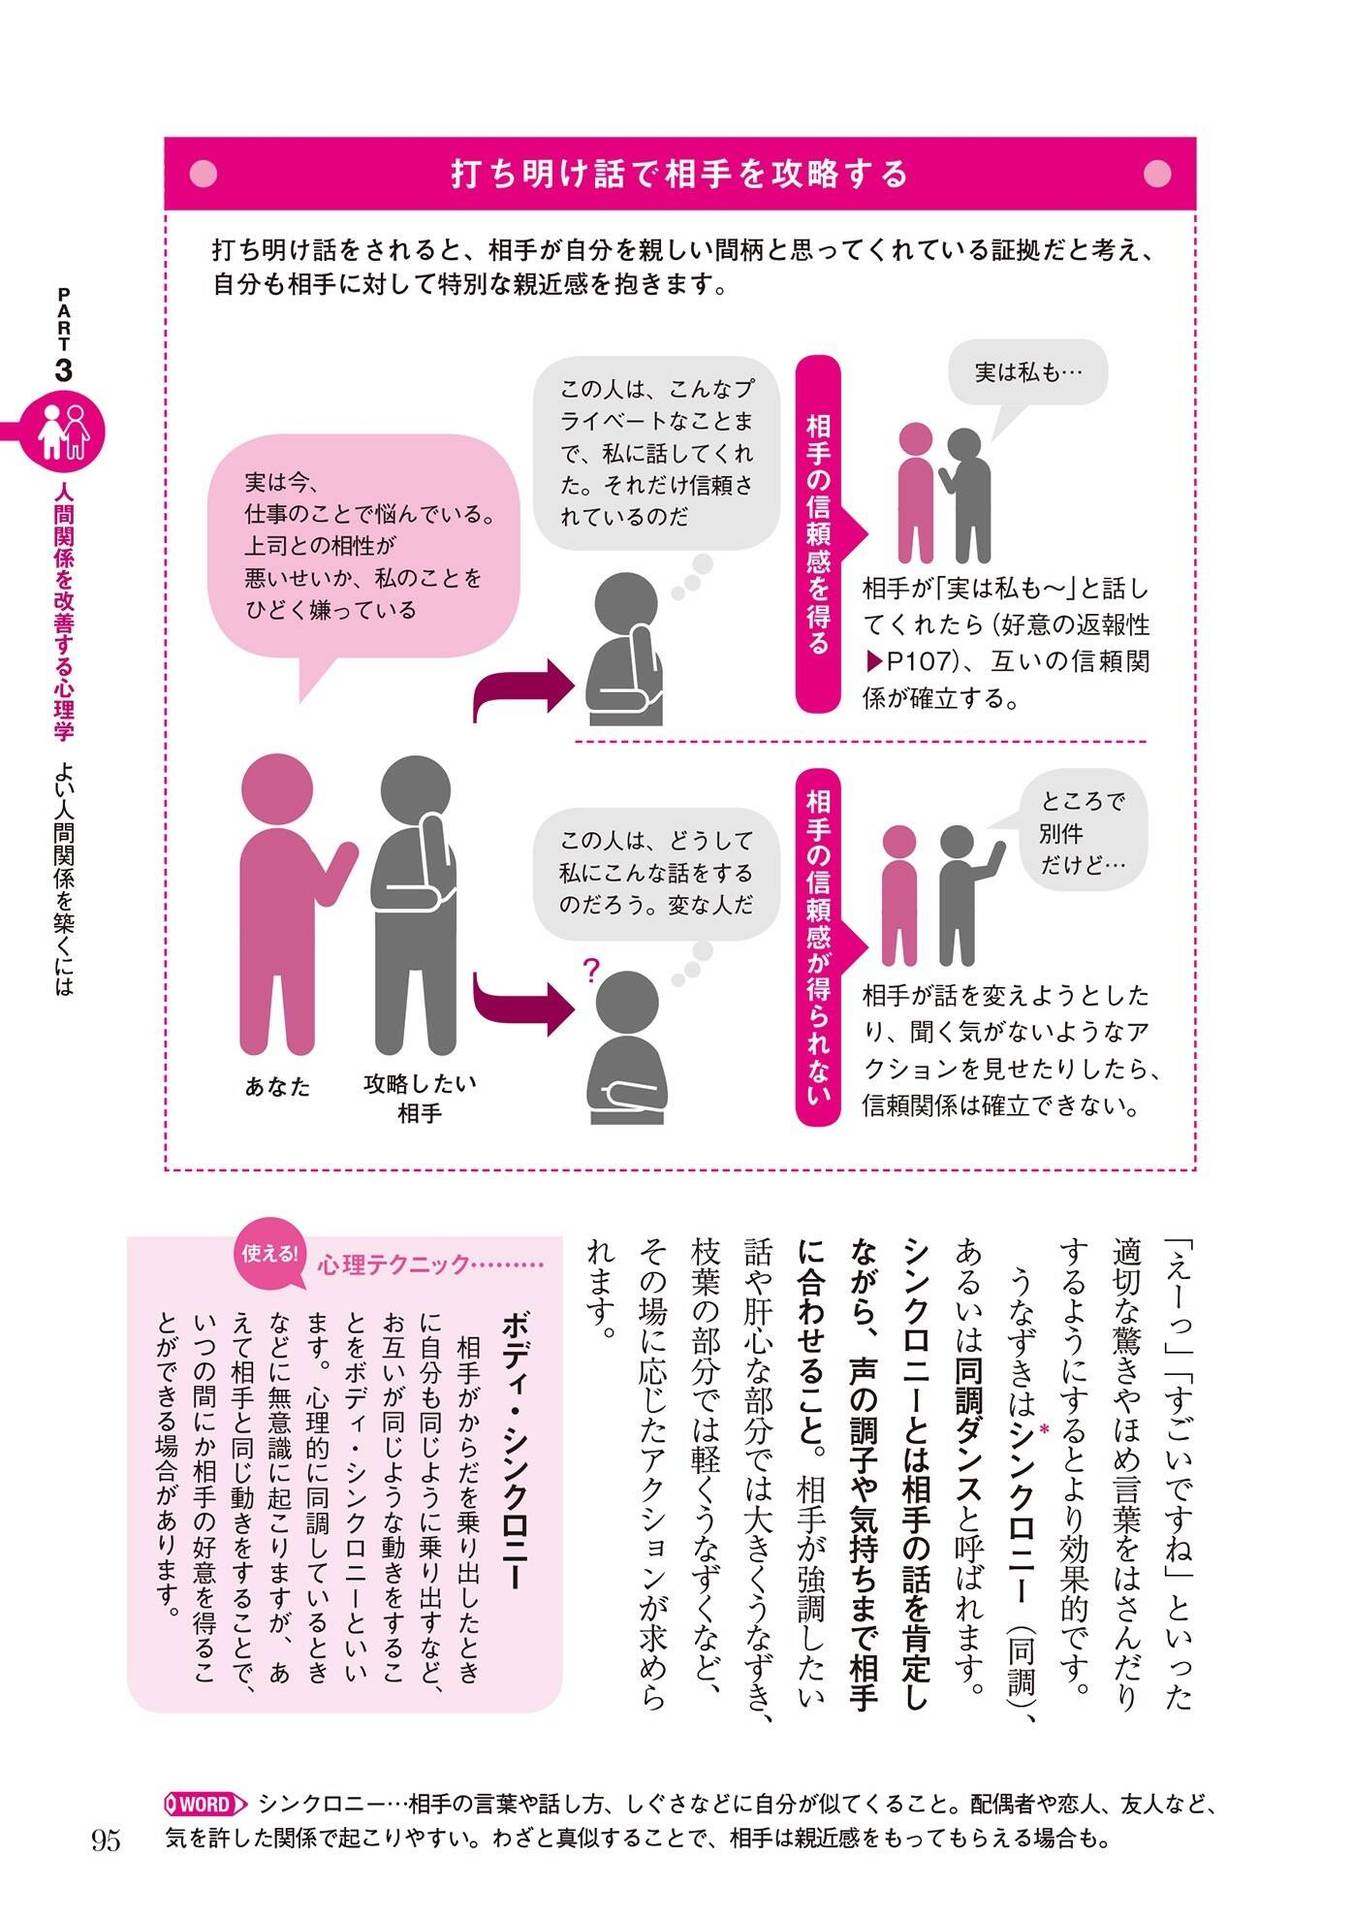 打ち明け話で相手を攻略する
打ち明け話をされると、相手が自分を親しい間柄と思ってくれている証拠だと考え、
自分も相手に対して特別な親近感を抱きます。
実は今、
仕事のことで悩んでいる。
上司との相性が
悪いせいか、私のことを
ひどく嫌っている
あなた
攻略したい
相手
この人は、こんなプ
ライベートなことま
で、私に話してくれ
た。それだけ信頼さ
れているのだ
相手の信頼感を得る
実は私も…
相手が「実は私も〜」と話し
てくれたら(好意の返報性
▶P107)、互いの信頼関
係が確立する。
この人は、どうして
私にこんな話をする
のだろう。変な人だ
?
相手の信頼感が得られない
ところで
別件
だけど…
相手が話を変えようとした
り、聞く気がないようなア
クションを見せたりしたら、
信頼関係は確立できない。
PART 3
人間関係を改善する心理学 よい人間関係を築くには
「えーっ」「すごいですね」といった
適切な驚きやほめ言葉をはさんだり
するようにするとより効果的です。
うなずきはシンクロニー*(同調)、
あるいは同調ダンスと呼ばれます。
シンクロニーとは相手の話を肯定し
ながら、声の調子や気持ちまで相手
に合わせること。相手が強調したい
話や肝心な部分では大きくうなずき、
枝葉の部分では軽くうなずくなど、
その場に応じたアクションが求めら
れます。
使える!
心理テクニック………
ボディ・シンクロニー
相手がからだを乗り出したとき
に自分も同じように乗り出すなど、
お互いが同じような動きをするこ
とをボディ・シンクロニーといい
ます。心理的に同調しているとき
などに無意識に起こりますが、あ
えて相手と同じ動きをすることで、
いつの間にか相手の好意を得るこ
とができる場合があります。
WORD シンクロニー…相手の言葉や話し方、しぐさなどに自分が似てくること。配偶者や恋人、友人など、
気を許した関係で起こりやすい。わざと真似することで、相手は親近感をもってもらえる場合も。
95